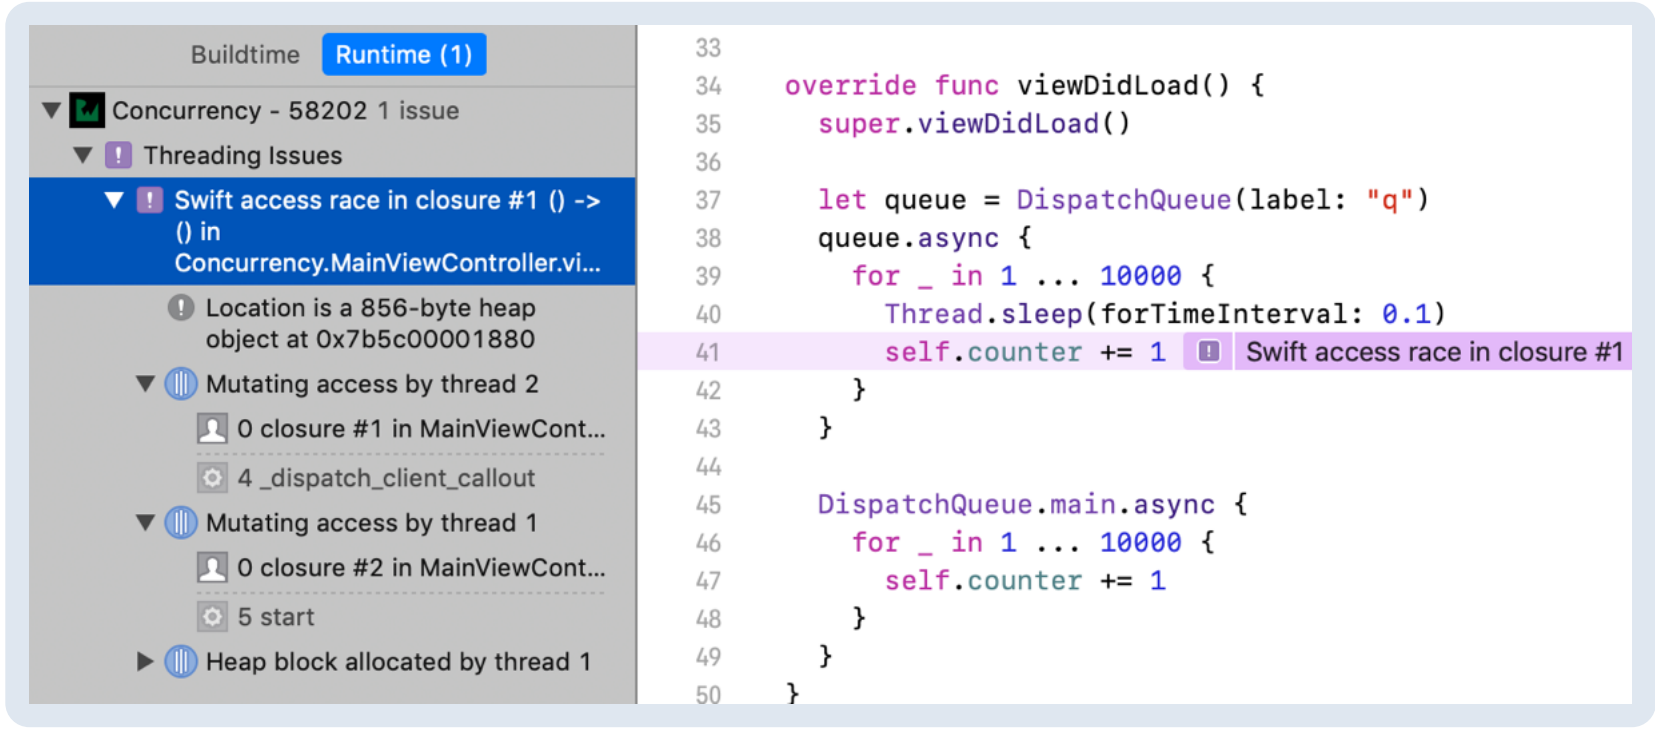 Buildtime Runtime (1)
Concurrency - 58202 1 issue
Threading Issues
Swift access race in closure #1 () ->
() in
Concurrency.MainViewController.vi...
Location is a 856-byte heap
object at 0x7b5c00001880
Mutating access by thread 2
0 closure #1 in MainViewCont...
4 _dispatch_client_callout
Mutating access by thread 1
0 closure #2 in MainViewCont...
5 start
Heap block allocated by thread 1
33
34 override func viewDidLoad() {
35 super.viewDidLoad()
36
37 let queue = DispatchQueue(label: "q")
38 queue.async {
39 for _ in 1 ... 10000 {
40 Thread.sleep(forTimeInterval: 0.1)
41 self.counter += 1 Swift access race in closure #1
42 }
43 }
44
45 DispatchQueue.main.async {
46 for _ in 1 ... 10000 {
47 self.counter += 1
48 }
49 }
50 }